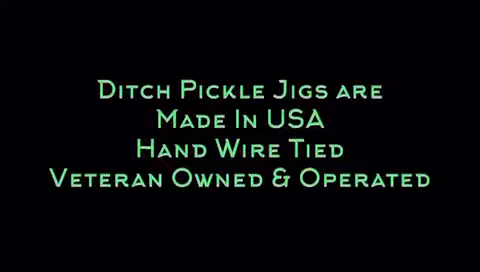 Ditch Pickle Jigs are
Made In USA
Hand Wire Tied
Veteran Owned & Operated